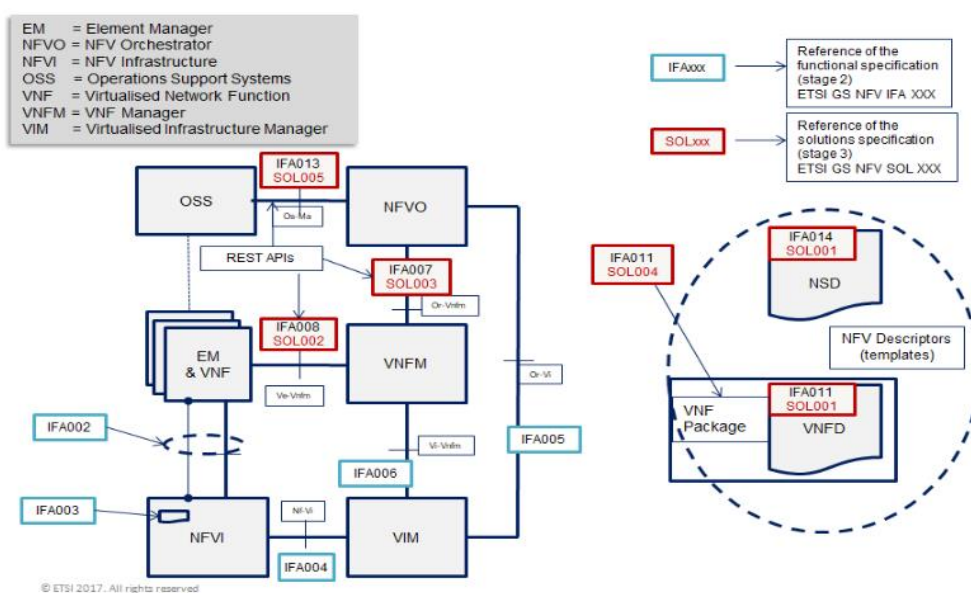 EM = Element Manager
NFVO = NFV Orchestrator
NFVI = NFV Infrastructure
OSS = Operations Support Systems
VNF = Virtualised Network Function
VNFM = VNF Manager
VIM = Virtualised Infrastructure Manager
IFAxxx
Reference of the
functional specification
(stage 2)
ETSI GS NFV IFA XXX
SOLxxx
Reference of the
solutions specification
(stage 3)
ETSI GS NFV SOL XXX
IFA013
SOL005
OSS
NFVO
Os-Ma
REST APIs
IFA007
SOL003
Or-Vnfm
IFA008
SOL002
EM
& VNF
VNFM
Ve-Vnfm
Or-Vi
IFA002
IFA005
Vi-Vnfm
IFA006
IFA003
NFVI
Nf-Vi
VIM
IFA004
IFA014
SOL001
NSD
IFA011
SOL004
NFV Descriptors
(templates)
IFA011
SOL001
VNF
Package
VNFD
© ETSI 2017. All rights reserved